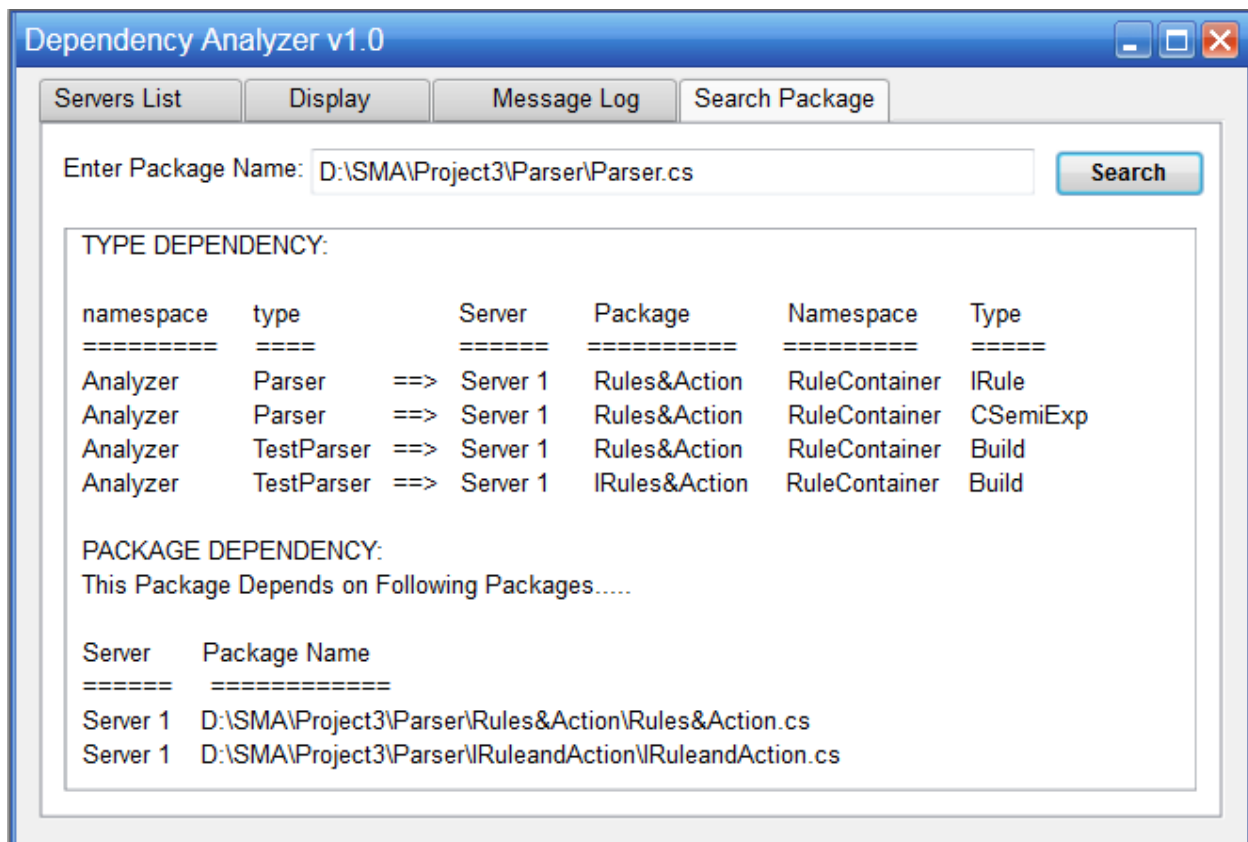 Dependency Analyzer v1.0
Servers List Display Message Log Search Package
Enter Package Name: D:\SMA\Project3\Parser\Parser.cs Search
TYPE DEPENDENCY:
namespace type Server Package Namespace Type
========= ==== ====== ========== ========= =====
Analyzer Parser ==> Server 1 Rules&Action RuleContainer IRule
Analyzer Parser ==> Server 1 Rules&Action RuleContainer CSemiExp
Analyzer TestParser ==> Server 1 Rules&Action RuleContainer Build
Analyzer TestParser ==> Server 1 IRules&Action RuleContainer Build
PACKAGE DEPENDENCY:
This Package Depends on Following Packages.....
Server Package Name
====== ============
Server 1 D:\SMA\Project3\Parser\Rules&Action\Rules&Action.cs
Server 1 D:\SMA\Project3\Parser\IRuleandAction\IRuleandAction.cs